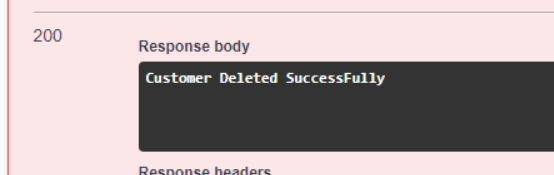 200
Response body
Customer Deleted SuccessFully
Response headers